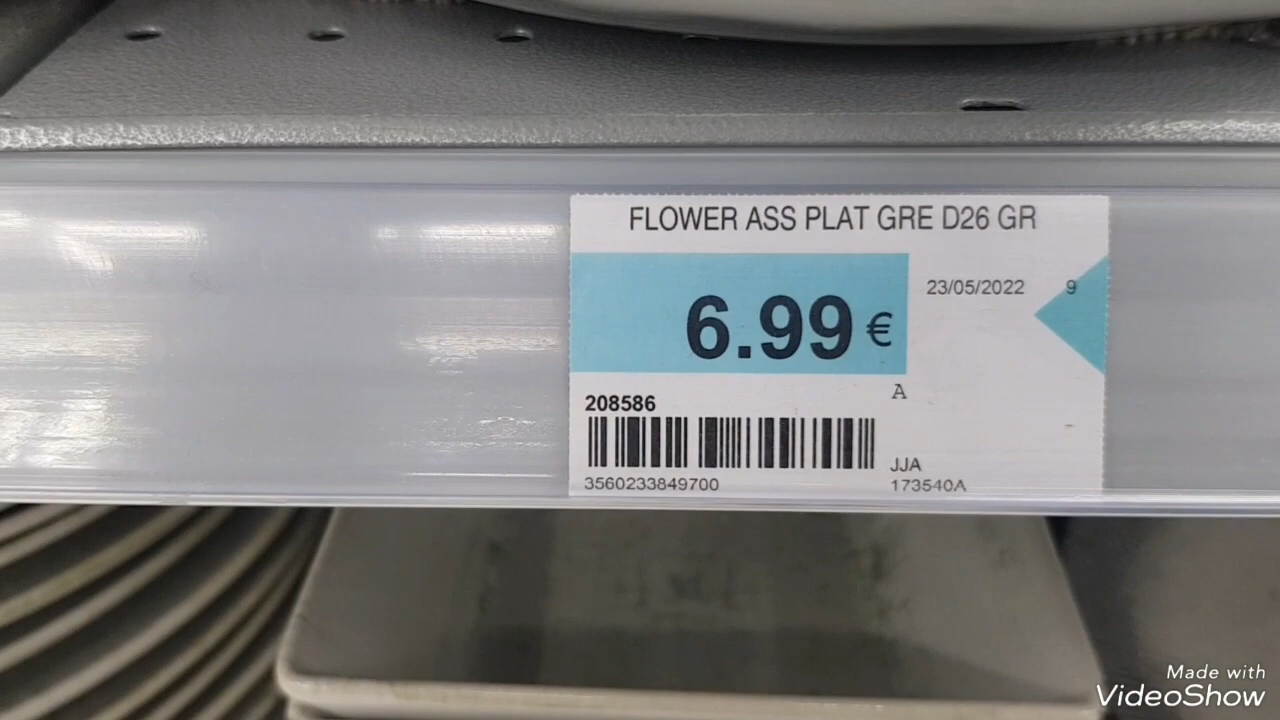 FLOWER ASS PLAT GRE D26 GR
23/05/2022 9
6.99 €
A
208586
3560233849700
JJA
173540A
Made with
VideoShow